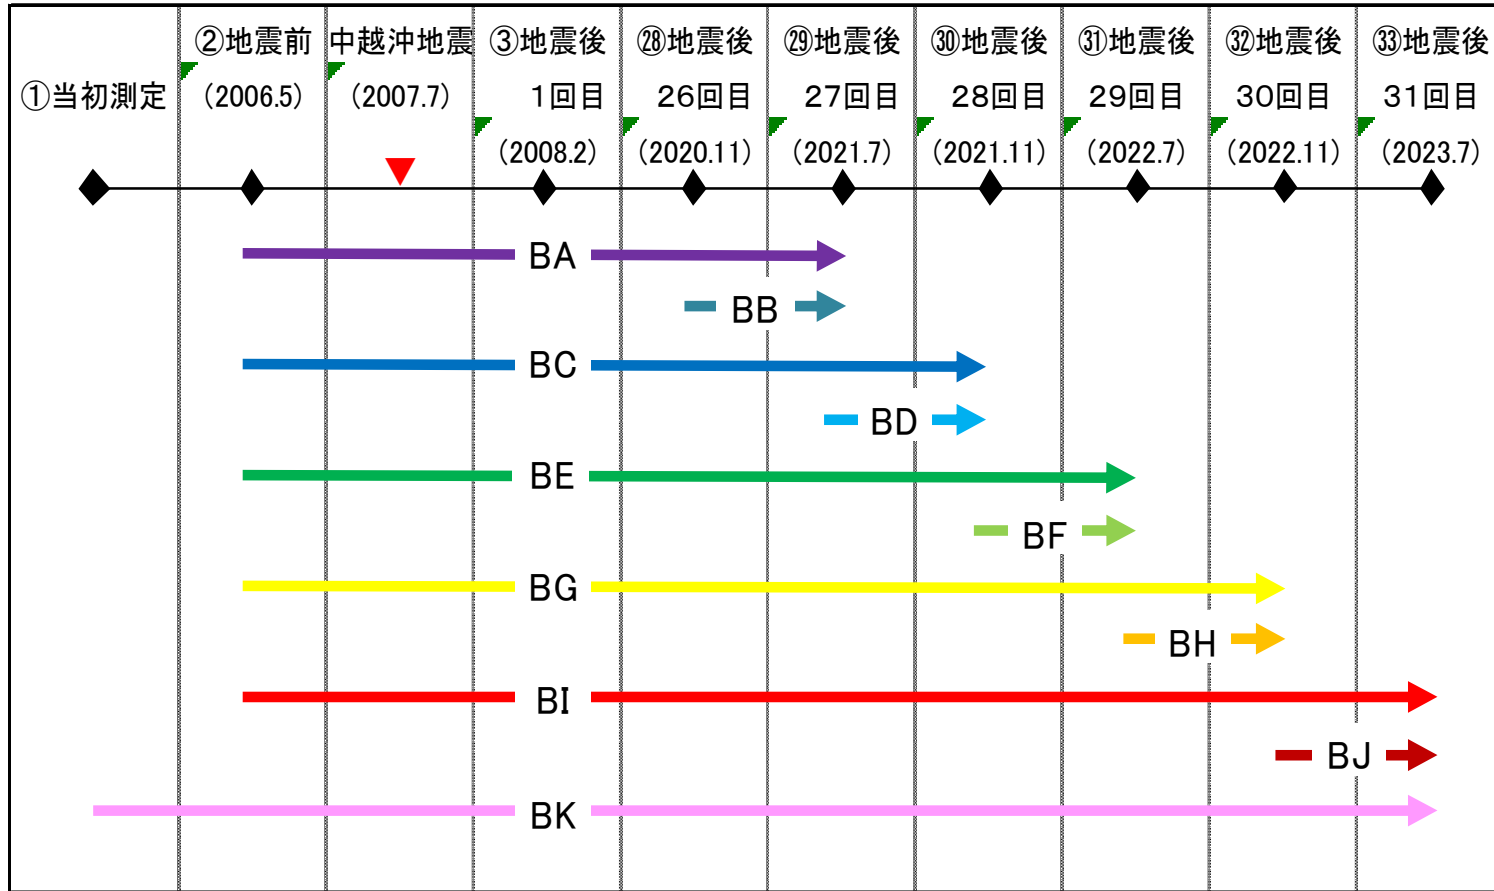 ①当初測定
②地震前
（2006.5）
中越沖地震
（2007.7）
③地震後
1回目
（2008.2）
㉘地震後
26回目
（2020.11）
㉙地震後
27回目
（2021.7）
㉚地震後
28回目
（2021.11）
㉛地震後
29回目
（2022.7）
㉜地震後
30回目
（2022.11）
㉝地震後
31回目
（2023.7）
BA
BB
BC
BD
BE
BF
BG
BH
BI
BJ
BK